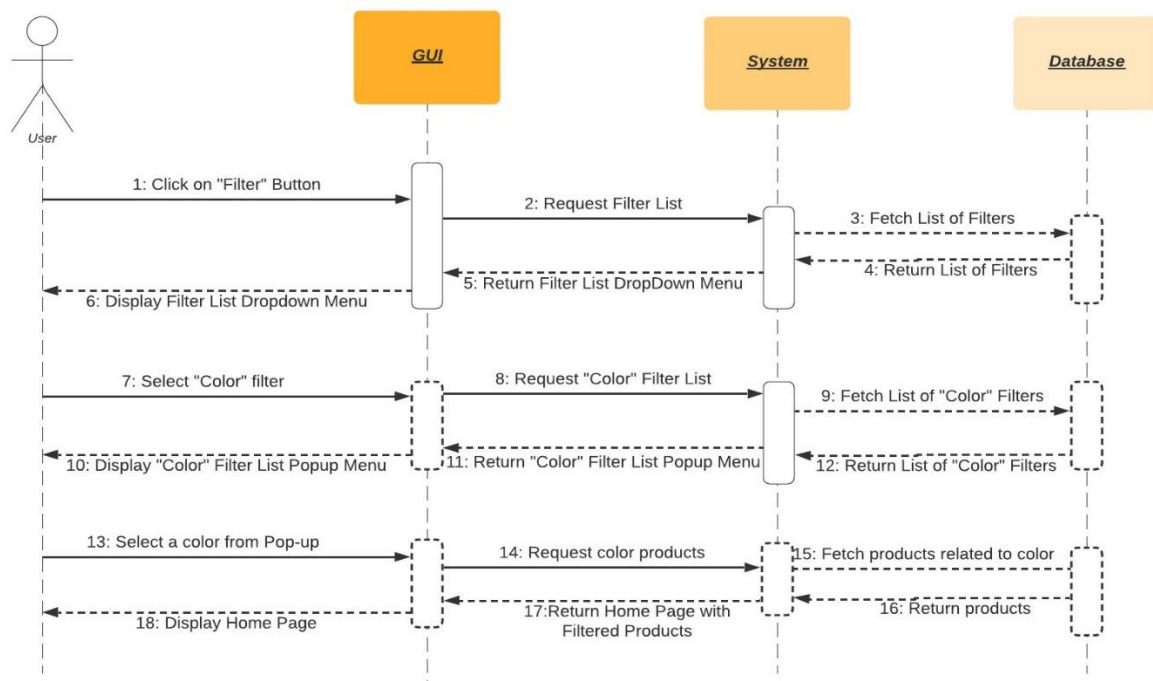 GUI
System
Database
User
1: Click on "Filter" Button
2: Request Filter List
3: Fetch List of Filters
4: Return List of Filters
5: Return Filter List DropDown Menu
6: Display Filter List Dropdown Menu
7: Select "Color" filter
8: Request "Color" Filter List
9: Fetch List of "Color" Filters
10: Display "Color" Filter List Popup Menu
11: Return "Color" Filter List Popup Menu
12: Return List of "Color" Filters
13: Select a color from Pop-up
14: Request color products
15: Fetch products related to color
16: Return products
17:Return Home Page with
Filtered Products
18: Display Home Page